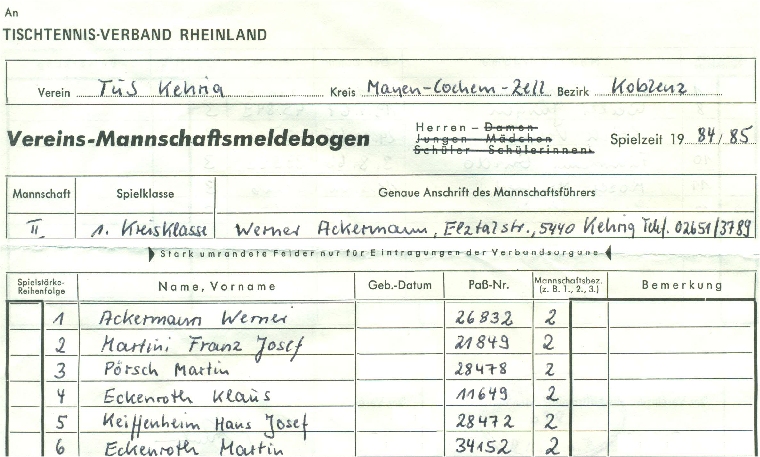 An
TISCHTENNIS-VERBAND RHEINLAND
Verein TuS Kehrig Kreis Mayen-Cochem-Zell Bezirk Koblenz
Vereins-Mannschaftsmeldebogen
Herren – Damen
Jungen – Mädchen
Schüler – Schülerinnen
Spielzeit 19 84/85
Mannschaft Spielklasse Genaue Anschrift des Mannschaftsführers
II 1. Kreisklasse Werner Ackermann, Elztalstr., 5440 Kehrig Telef. 02651/3789
Stark umrandete Felder nur für Eintragungen der Verbandsorgane
Spielstärke-Reihenfolge Name, Vorname Geb.-Datum Paß-Nr. Mannschaftsbez. (z. B. 1., 2., 3.) Bemerkung
1 Ackermann Werner 26832 2
2 Martini Franz Josef 21849 2
3 Pörsch Martin 28478 2
4 Eckenroth Klaus 11649 2
5 Keiffenheim Hans Josef 28472 2
6 Eckenroth Martin 34152 2